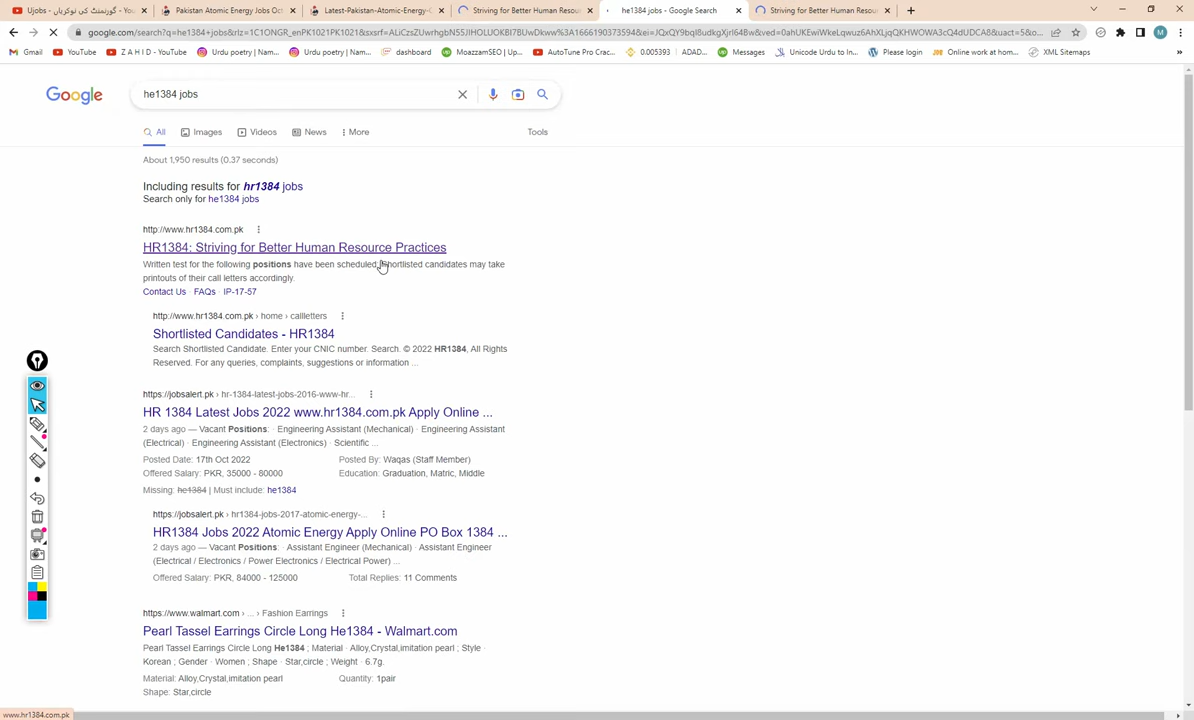 Ujobs - گورنمنٹ کی نوکریاں - You
Pakistan Atomic Energy Jobs Oct
Latest-Pakistan-Atomic-Energy-C
Striving for Better Human Resour
he1384 jobs - Google Search
Striving for Better Human Resour
google.com/search?q=he1384+jobs&rlz=1C1ONGR_enPK1021PK1021&sxsrf=
Gmail
YouTube
Z A H I D - YouTube
Urdu poetry | nawa...
Urdu poetry | nawa...
dashboard
MoazzamSEO | Up...
AutoTune Pro Crac...
0.005393 | ADAD...
Messages
Unicode Urdu to In...
Please login
Online work at hom...
XML Sitemaps
Google
he1384 jobs
All
Images
Videos
News
More
Tools
About 1,950 results (0.37 seconds)
Including results for hr1384 jobs
Search only for he1384 jobs
http://www.hr1384.com.pk
HR1384: Striving for Better Human Resource Practices
Written test for the following positions have been scheduled. Shortlisted candidates may take
printouts of their call letters accordingly.
Contact Us · FAQs · IP-17-57
http://www.hr1384.com.pk › home › callletters
Shortlisted Candidates - HR1384
Search Shortlisted Candidate. Enter your CNIC number. Search. © 2022 HR1384, All Rights
Reserved. For any queries, complaints, suggestions or information ...
https://jobsalert.pk › hr-1384-latest-jobs-2016-www-hr...
HR 1384 Latest Jobs 2022 www.hr1384.com.pk Apply Online ...
2 days ago — Vacant Positions: · Engineering Assistant (Mechanical) · Engineering Assistant
(Electrical) · Engineering Assistant (Electronics) · Scientific ...
Posted Date: 17th Oct 2022 Posted By: Waqas (Staff Member)
Offered Salary: PKR, 35000 - 80000 Education: Graduation, Matric, Middle
Missing: he1384 | Must include: he1384
https://jobsalert.pk › hr1384-jobs-2017-atomic-energy-...
HR1384 Jobs 2022 Atomic Energy Apply Online PO Box 1384 ...
2 days ago — Vacant Positions: · Assistant Engineer (Mechanical) · Assistant Engineer
(Electrical / Electronics / Power Electronics / Electrical Power) ...
Offered Salary: PKR, 84000 - 125000 Total Replies: 11 Comments
https://www.walmart.com › ... › Fashion Earrings
Pearl Tassel Earrings Circle Long He1384 - Walmart.com
Pearl Tassel Earrings Circle Long He1384 ; Material · Alloy,Crystal,imitation pearl ; Style ·
Korean ; Gender · Women ; Shape · Star,circle ; Weight · 6.7g.
Material: Alloy,Crystal,imitation pearl Quantity: 1pair
Shape: Star,circle
www.hr1384.com.pk